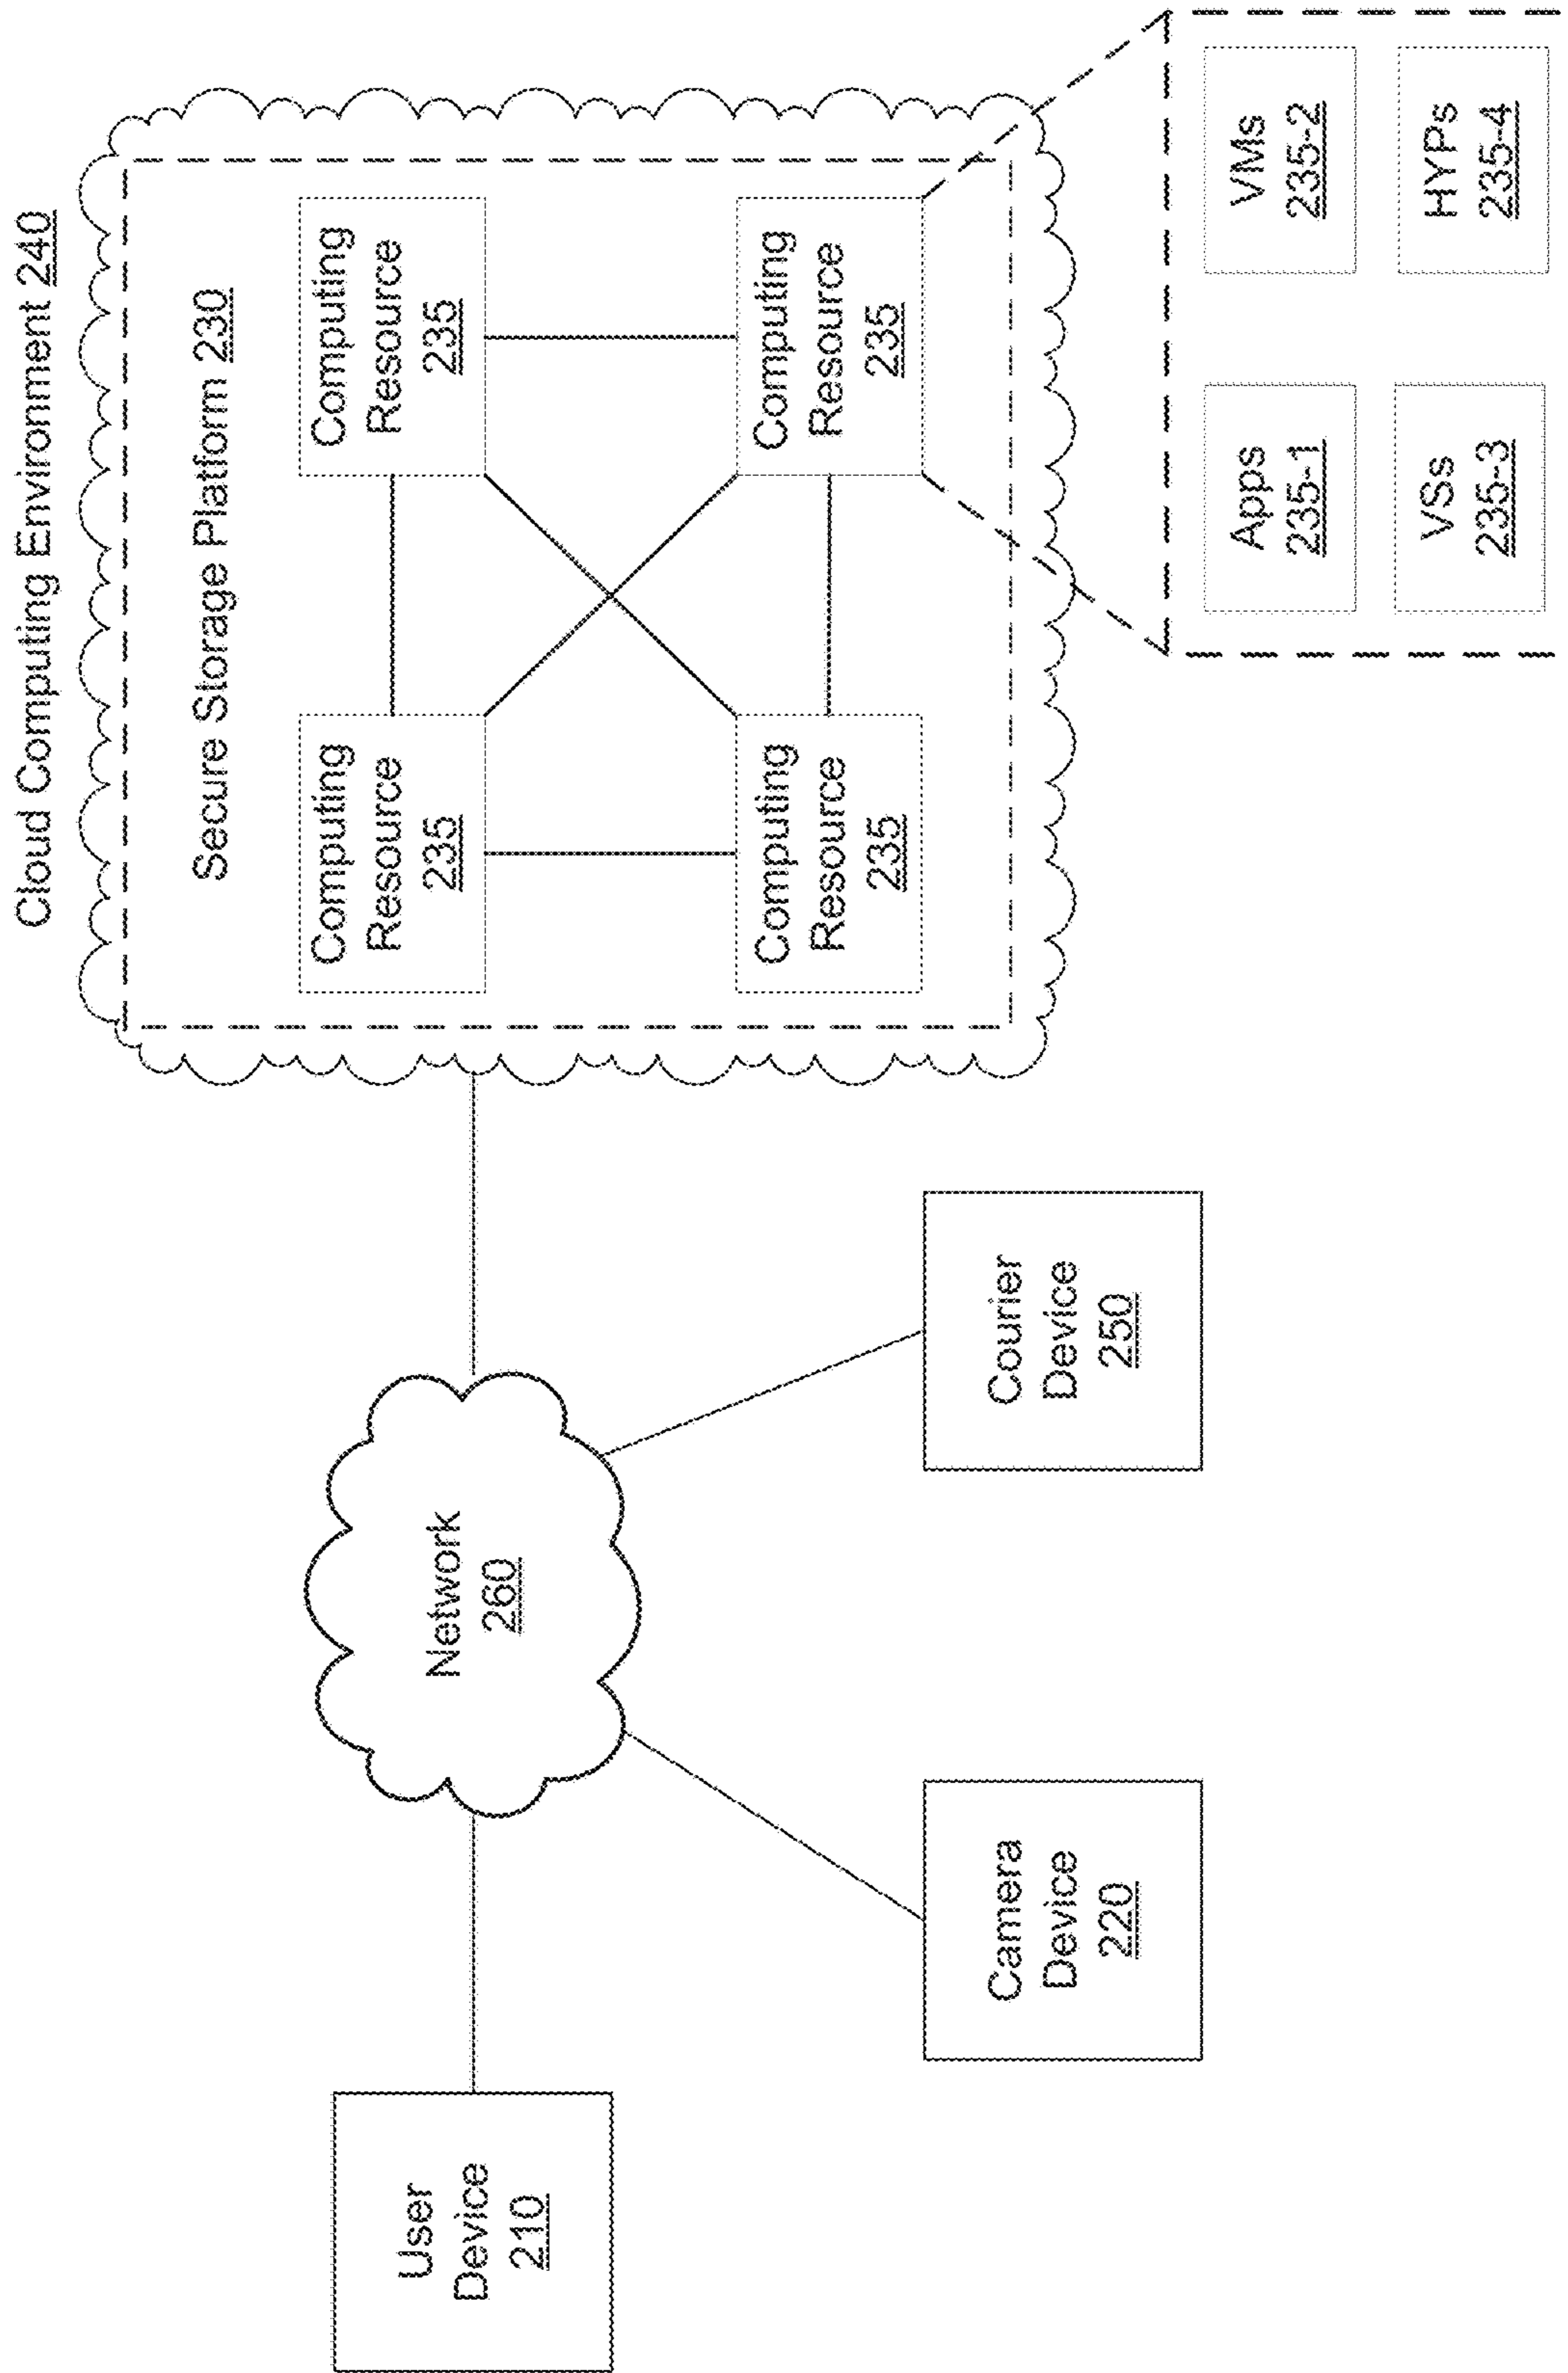 Cloud Computing Environment 240
Secure Storage Platform 230
Computing
Resource
235
Computing
Resource
235
Computing
Resource
235
Computing
Resource
235
User
Device
210
Network
260
Camera
Device
220
Courier
Device
250
Apps
235-1
VMs
235-2
VSs
235-3
HYPs
235-4